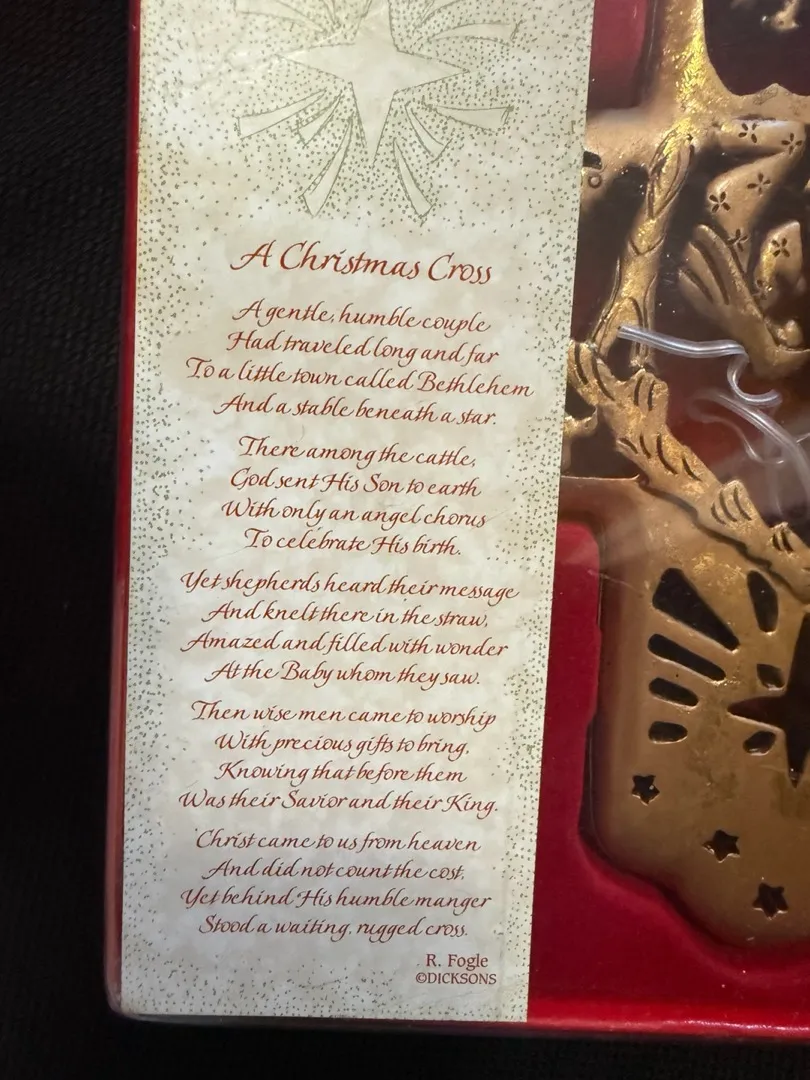 A Christmas Cross
A gentle, humble couple
Had traveled long and far
To a little town called Bethlehem
And a stable beneath a star.
There among the cattle,
God sent His Son to earth
With only an angel chorus
To celebrate His birth.
Yet shepherds heard their message
And knelt there in the straw,
Amazed and filled with wonder
At the Baby whom they saw.
Then wise men came to worship
With precious gifts to bring,
Knowing that before them
Was their Savior and their King.
Christ came to us from heaven
And did not count the cost,
Yet behind His humble manger
Stood a waiting, rugged cross.
R. Fogle
©DICKSONS